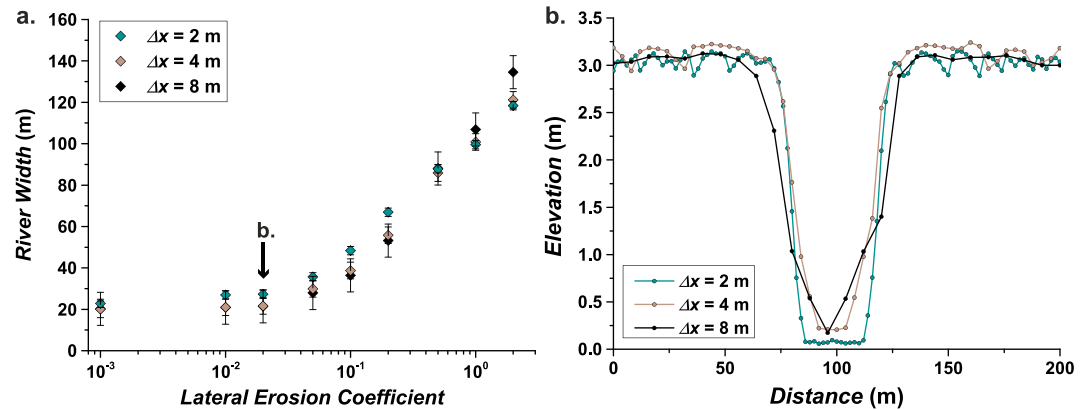 a.
160
140
120
100
80
60
40
20
0
River Width (m)
Δx = 2 m
Δx = 4 m
Δx = 8 m
b.
10⁻³
10⁻²
10⁻¹
10⁰
Lateral Erosion Coefficient
b.
3.5
3.0
2.5
2.0
1.5
1.0
0.5
0.0
Elevation (m)
Δx = 2 m
Δx = 4 m
Δx = 8 m
0
50
100
150
200
Distance (m)